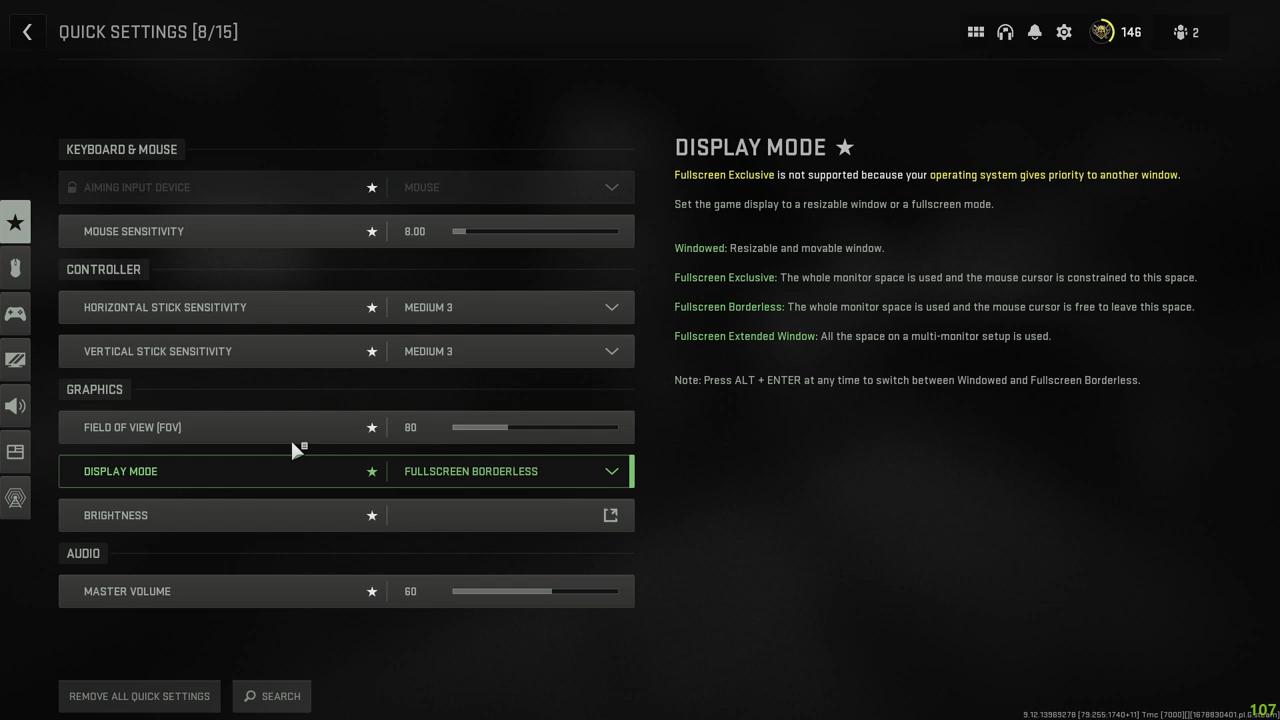 QUICK SETTINGS [8/15]
146
2
KEYBOARD & MOUSE
AIMING INPUT DEVICE MOUSE
MOUSE SENSITIVITY 8.00
CONTROLLER
HORIZONTAL STICK SENSITIVITY MEDIUM 3
VERTICAL STICK SENSITIVITY MEDIUM 3
GRAPHICS
FIELD OF VIEW (FOV) 80
DISPLAY MODE FULLSCREEN BORDERLESS
BRIGHTNESS
AUDIO
MASTER VOLUME 60
REMOVE ALL QUICK SETTINGS
SEARCH
DISPLAY MODE
Fullscreen Exclusive is not supported because your operating system gives priority to another window.
Set the game display to a resizable window or a fullscreen mode.
Windowed: Resizable and movable window.
Fullscreen Exclusive: The whole monitor space is used and the mouse cursor is constrained to this space.
Fullscreen Borderless: The whole monitor space is used and the mouse cursor is free to leave this space.
Fullscreen Extended Window: All the space on a multi-monitor setup is used.
Note: Press ALT + ENTER at any time to switch between Windowed and Fullscreen Borderless.
107